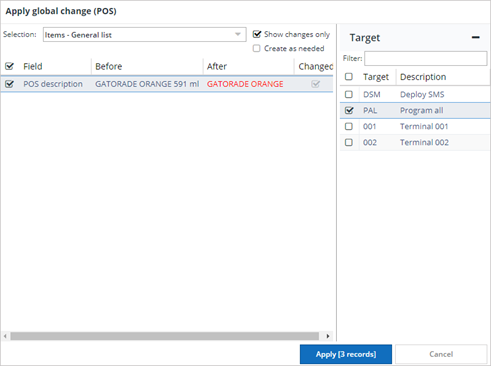 Apply global change (POS)
Selection: Items - General list
Show changes only
Create as needed
Field Before After Changed
POS description GATORADE ORANGE 591 ml GATORADE ORANGE
Target
Filter:
Target Description
DSM Deploy SMS
PAL Program all
001 Terminal 001
002 Terminal 002
Apply [3 records] Cancel